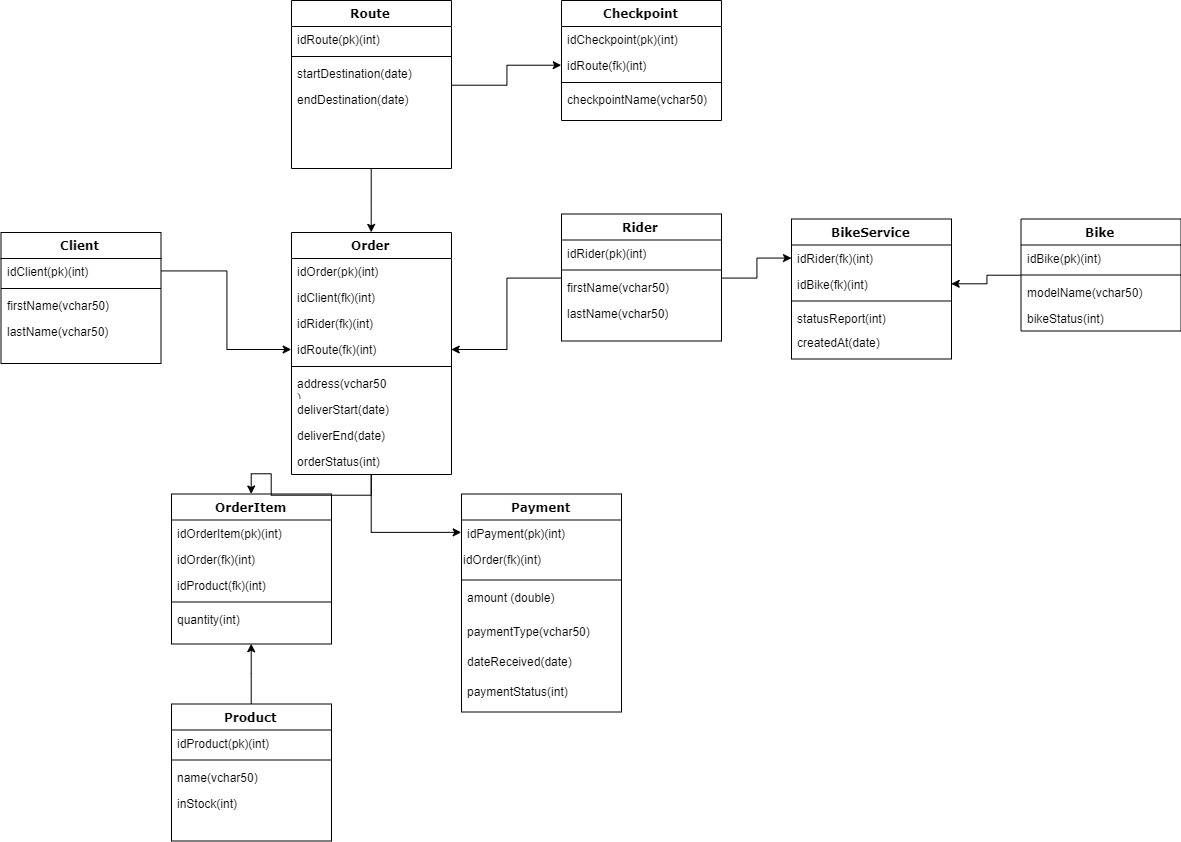 Route
idRoute(pk)(int)
startDestination(date)
endDestination(date)
Checkpoint
idCheckpoint(pk)(int)
idRoute(fk)(int)
checkpointName(vchar50)
Client
idClient(pk)(int)
firstName(vchar50)
lastName(vchar50)
Order
idOrder(pk)(int)
idClient(fk)(int)
idRider(fk)(int)
idRoute(fk)(int)
address(vchar50
)
deliverStart(date)
deliverEnd(date)
orderStatus(int)
Rider
idRider(pk)(int)
firstName(vchar50)
lastName(vchar50)
BikeService
idRider(fk)(int)
idBike(fk)(int)
statusReport(int)
createdAt(date)
Bike
idBike(pk)(int)
modelName(vchar50)
bikeStatus(int)
OrderItem
idOrderItem(pk)(int)
idOrder(fk)(int)
idProduct(fk)(int)
quantity(int)
Payment
idPayment(pk)(int)
idOrder(fk)(int)
amount (double)
paymentType(vchar50)
dateReceived(date)
paymentStatus(int)
Product
idProduct(pk)(int)
name(vchar50)
inStock(int)